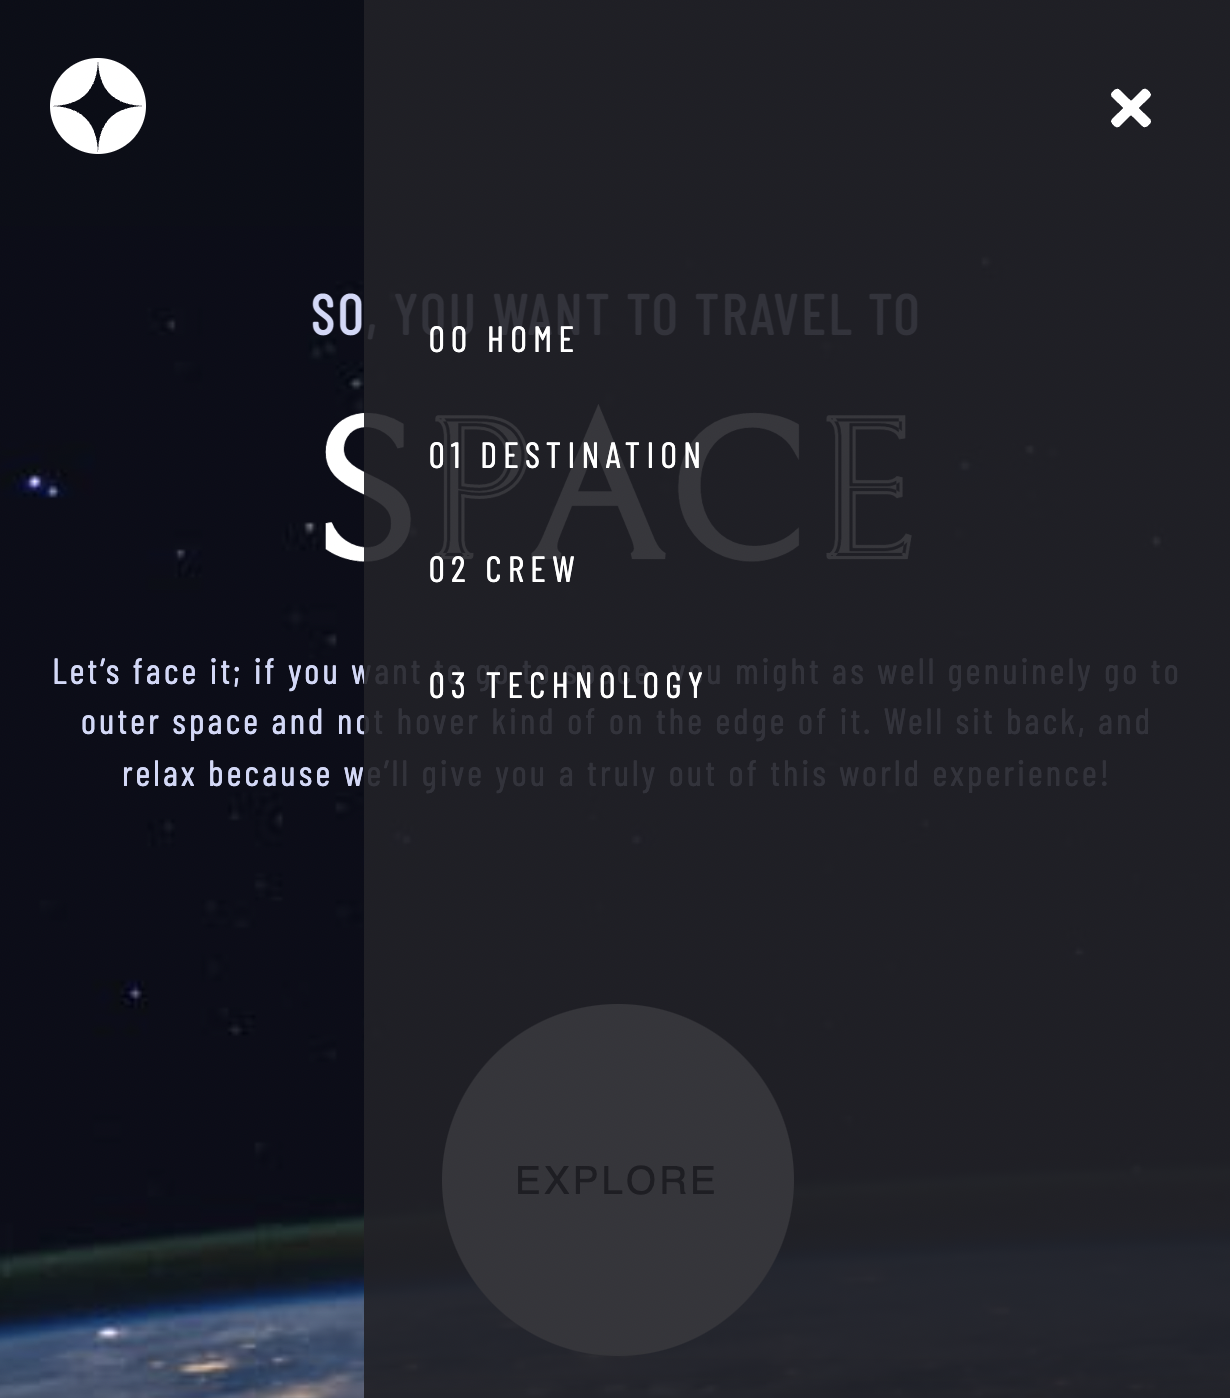 SO, YOU WANT TO TRAVEL TO
00 HOME
SPACE
01 DESTINATION
02 CREW
Let’s face it; if you want to go to space, you might as well genuinely go to
03 TECHNOLOGY
outer space and not hover kind of on the edge of it. Well sit back, and
relax because we’ll give you a truly out of this world experience!
EXPLORE